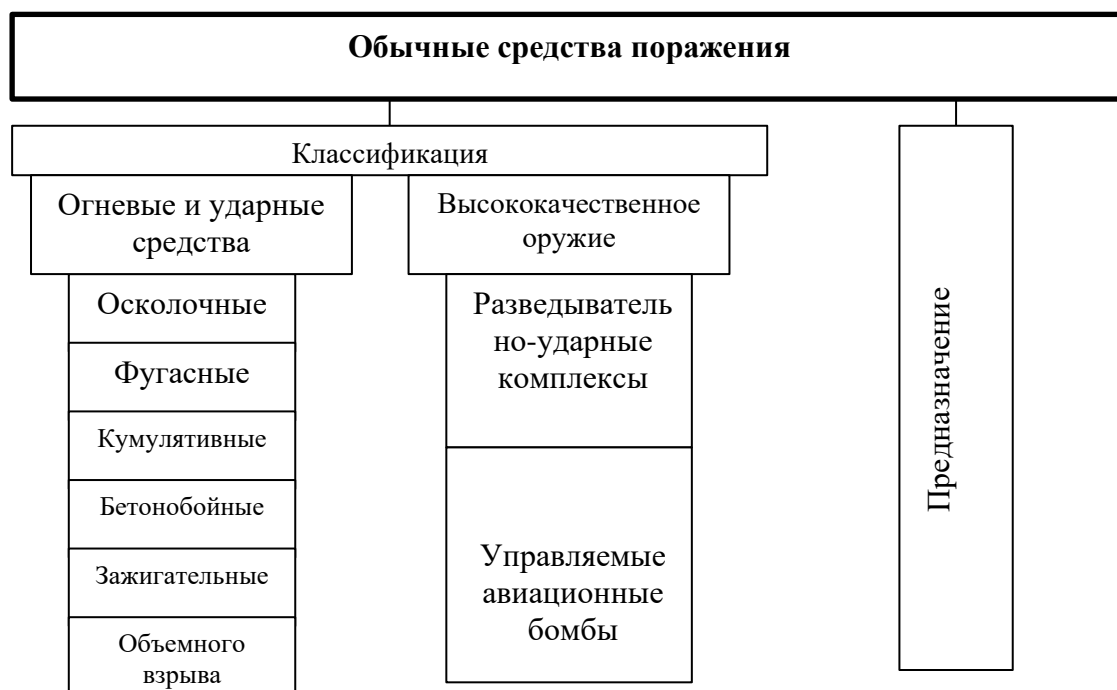 Обычные средства поражения
Классификация
Огневые и ударные
средства
Осколочные
Фугасные
Кумулятивные
Бетонобойные
Зажигательные
Объемного
взрыва
Высококачественное
оружие
Разведыватель
но-ударные
комплексы
Управляемые
авиационные
бомбы
Предназначение